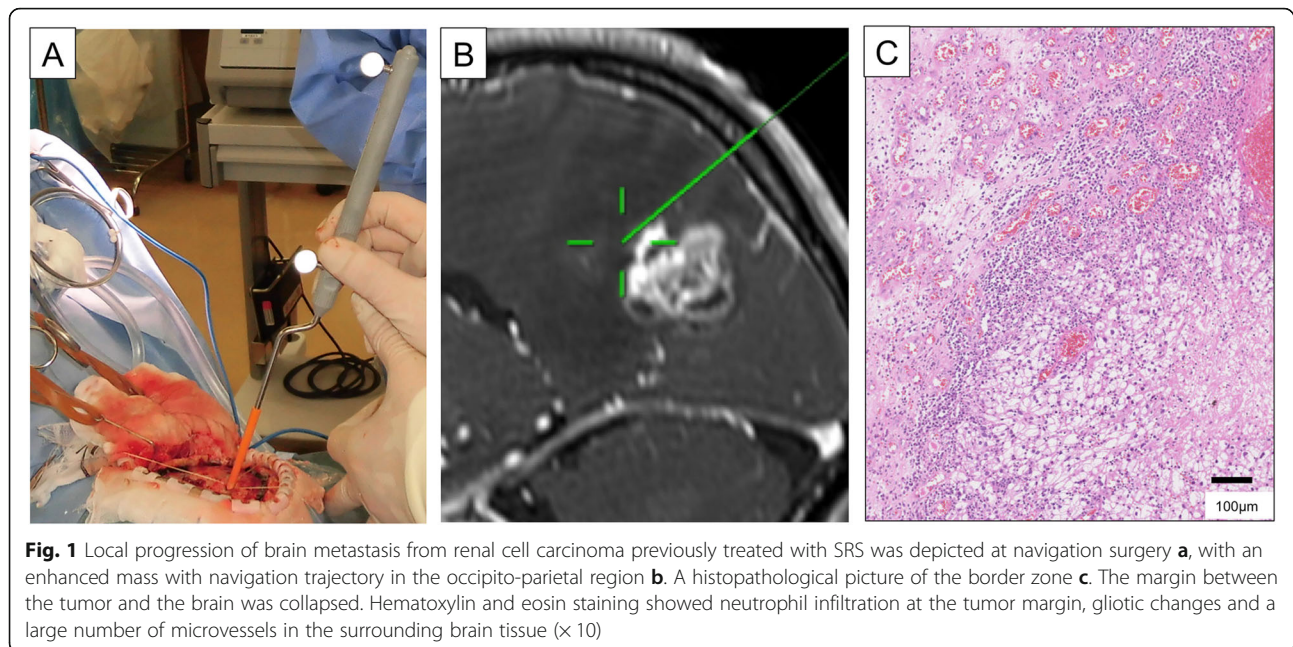 A
B
C
100µm
Fig. 1 Local progression of brain metastasis from renal cell carcinoma previously treated with SRS was depicted at navigation surgery a, with an
enhanced mass with navigation trajectory in the occipito-parietal region b. A histopathological picture of the border zone c. The margin between
the tumor and the brain was collapsed. Hematoxylin and eosin staining showed neutrophil infiltration at the tumor margin, gliotic changes and a
large number of microvessels in the surrounding brain tissue (× 10)